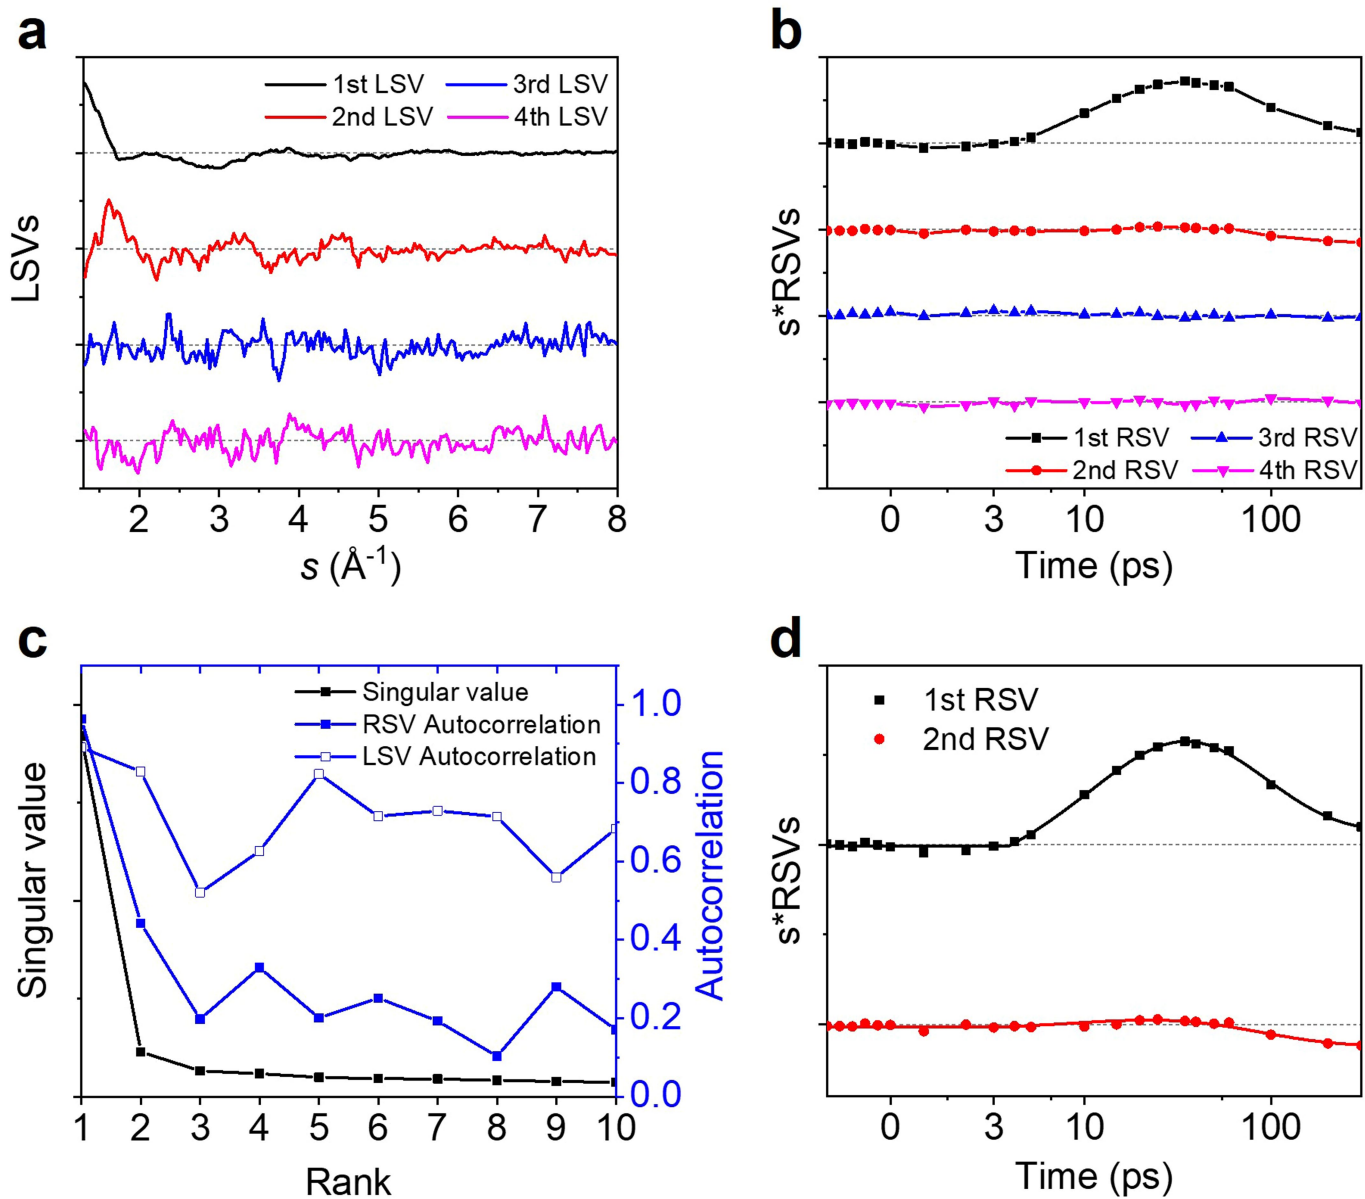 a
1st LSV
3rd LSV
2nd LSV
4th LSV
LSVs
2 3 4 5 6 7 8
s (Å-1)
b
s*RSVs
1st RSV
3rd RSV
2nd RSV
4th RSV
0 3 10 100
Time (ps)
c
Singular value
RSV Autocorrelation
LSV Autocorrelation
Singular value
1.0
0.8
0.6
0.4
0.2
0.0
Autocorrelation
1 2 3 4 5 6 7 8 9 10
Rank
d
1st RSV
2nd RSV
s*RSVs
0 3 10 100
Time (ps)